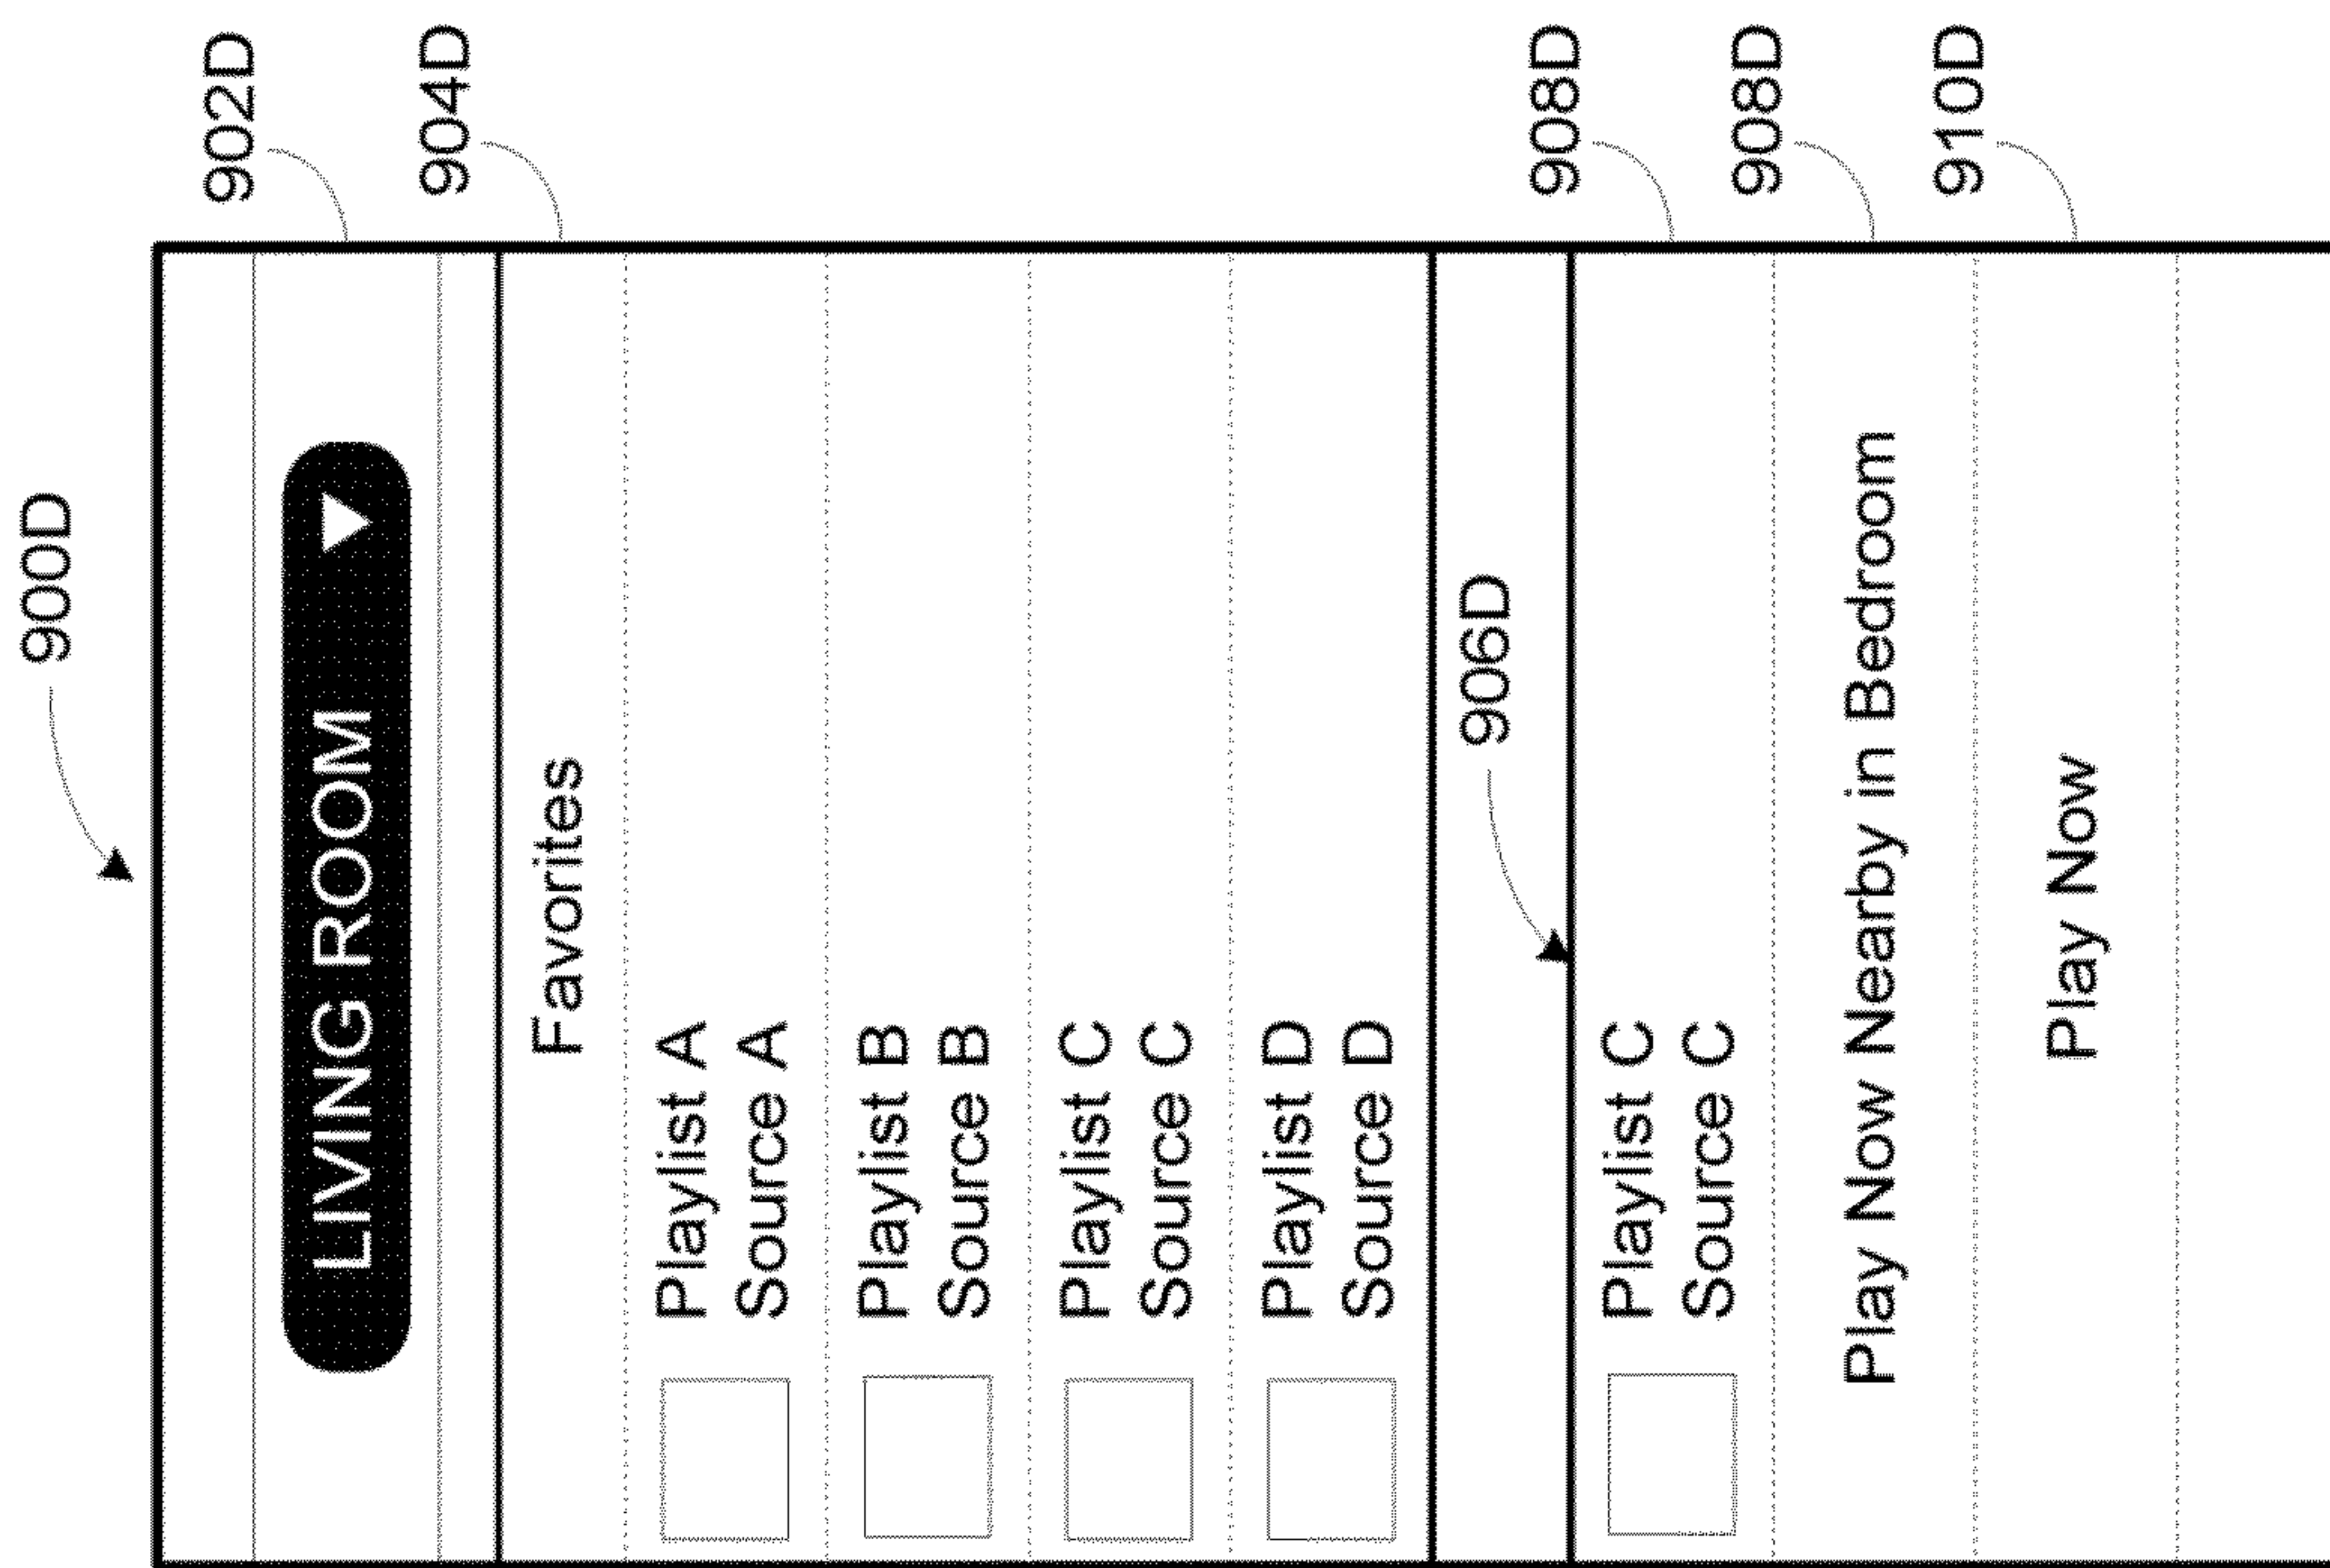 900D
902D
LIVING ROOM
904D
Favorites
Playlist A
Source A
Playlist B
Source B
Playlist C
Source C
Playlist D
Source D
906D
908D
Playlist C
Source C
908D
Play Now Nearby in Bedroom
910D
Play Now